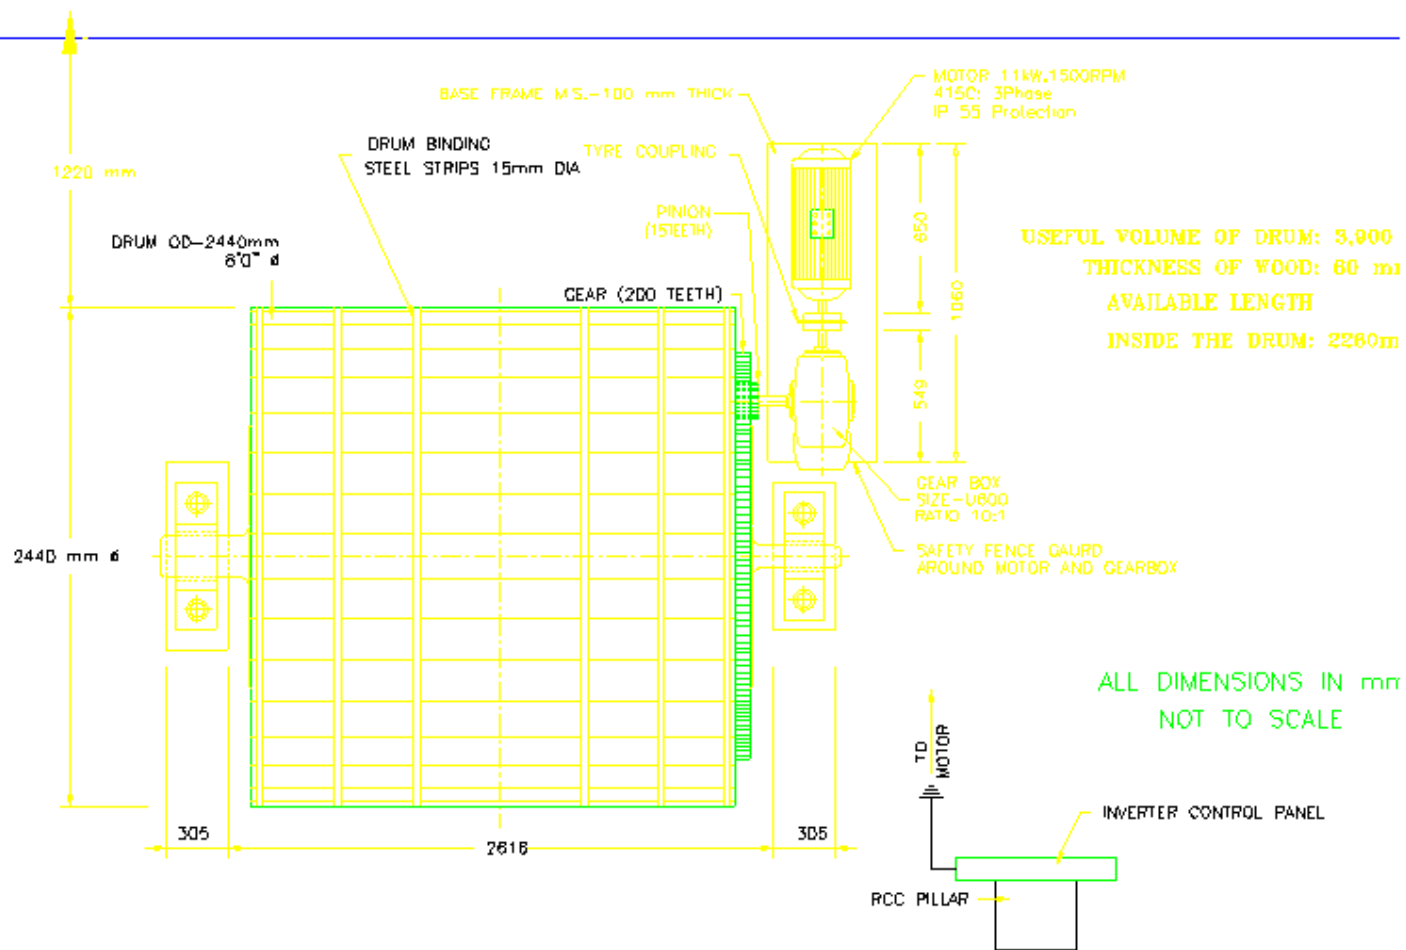 MOTOR 11kW,1500RPM
415C: 3Phase
IP 55 Protection
BASE FRAME M.S.-100 mm THICK
DRUM BINDING
STEEL STRIPS 15mm DIA
TYRE COUPLING
1220 mm
PINION
(15TEETH)
DRUM OD-2440mm
8'0" ø
GEAR (200 TEETH)
650
1060
549
USEFUL VOLUME OF DRUM: 3,900
THICKNESS OF WOOD: 60 m
AVAILABLE LENGTH
INSIDE THE DRUM: 2260m
GEAR BOX
SIZE-U600
RATIO 10:1
2440 mm ø
SAFETY FENCE GAURD
AROUND MOTOR AND GEARBOX
ALL DIMENSIONS IN mm
NOT TO SCALE
TO
MOTOR
305
2616
305
INVERTER CONTROL PANEL
RCC PILLAR